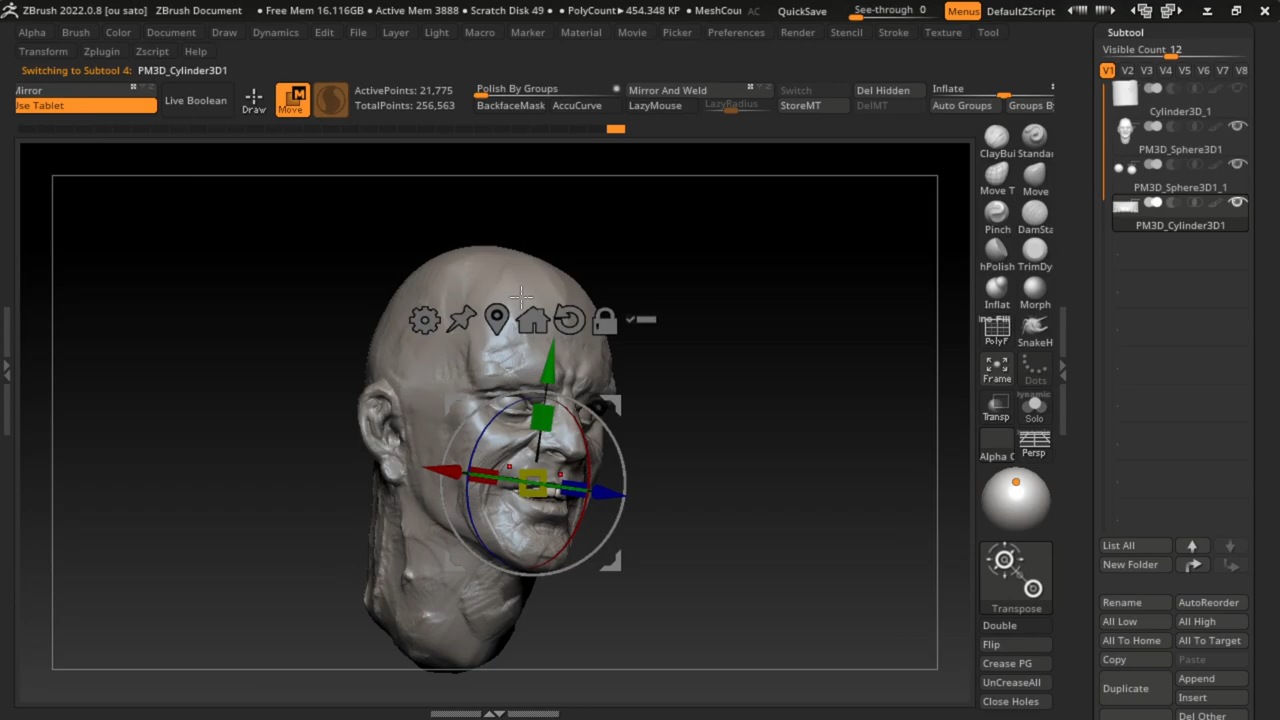 ZBrush 2022.0.8 [ou sato] ZBrush Document • Free Mem 16.116GB • Active Mem 3888 • Scratch Disk 49 • PolyCount► 454.348 KP • MeshCou AC QuickSave See-through 0 Menus DefaultZScript
Alpha Brush Color Document Draw Dynamics Edit File Layer Light Macro Marker Material Movie Picker Preferences Render Stencil Stroke Texture Tool
Transform Zplugin Zscript Help
Switching to Subtool 4: PM3D_Cylinder3D1
Mirror
Use Tablet
Live Boolean
Draw
Move
ActivePoints: 21,775
TotalPoints: 256,563
Polish By Groups
BackfaceMask AccuCurve
Mirror And Weld
LazyMouse LazyRadius
Switch
StoreMT
Del Hidden
DelMT
Inflate
Auto Groups Groups By
ClayBui Standar
Move T Move
Pinch DamSta
hPolish TrimDy
Inflat Morph
PolyF SnakeH
Frame Dots
Dynamic
Transp Solo
Alpha O Persp
Transpose
Double
Flip
Crease PG
UnCreaseAll
Close Holes
Subtool
Visible Count 12
V1 V2 V3 V4 V5 V6 V7 V8
Cylinder3D_1
PM3D_Sphere3D1
PM3D_Sphere3D1_1
PM3D_Cylinder3D1
List All
New Folder
Rename AutoReorder
All Low All High
All To Home All To Target
Copy Paste
Duplicate
Append
Insert
Del Other